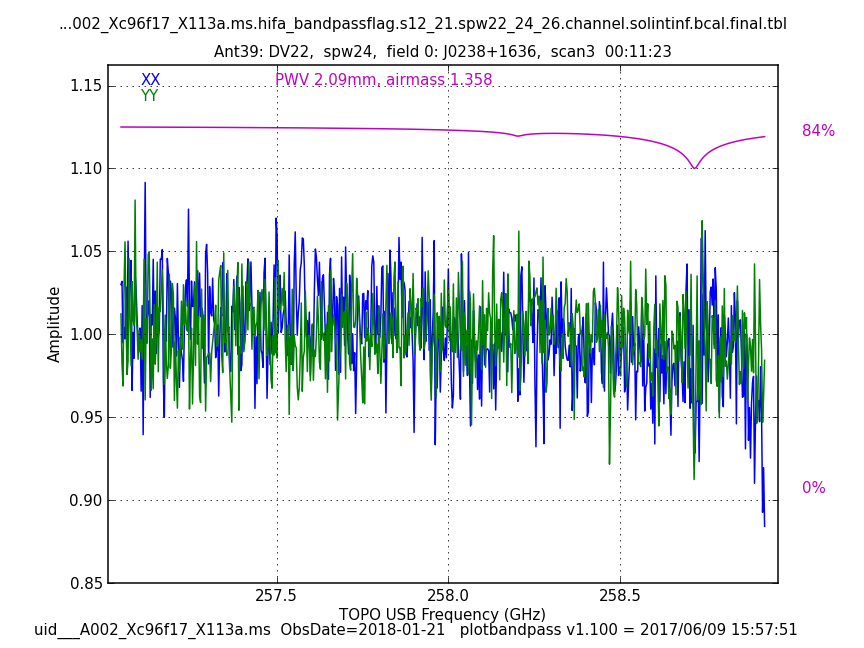 ...002_Xc96f17_X113a.ms.hifa_bandpassflag.s12_21.spw22_24_26.channel.solintinf.bcal.final.tbl
Ant39: DV22,  spw24,  field 0: J0238+1636,  scan3  00:11:23
XX
PWV 2.09mm, airmass 1.358
YY
84%
0%
1.15
1.10
1.05
1.00
0.95
0.90
0.85
Amplitude
257.5
258.0
258.5
TOPO USB Frequency (GHz)
uid___A002_Xc96f17_X113a.ms  ObsDate=2018-01-21   plotbandpass v1.100 = 2017/06/09 15:57:51